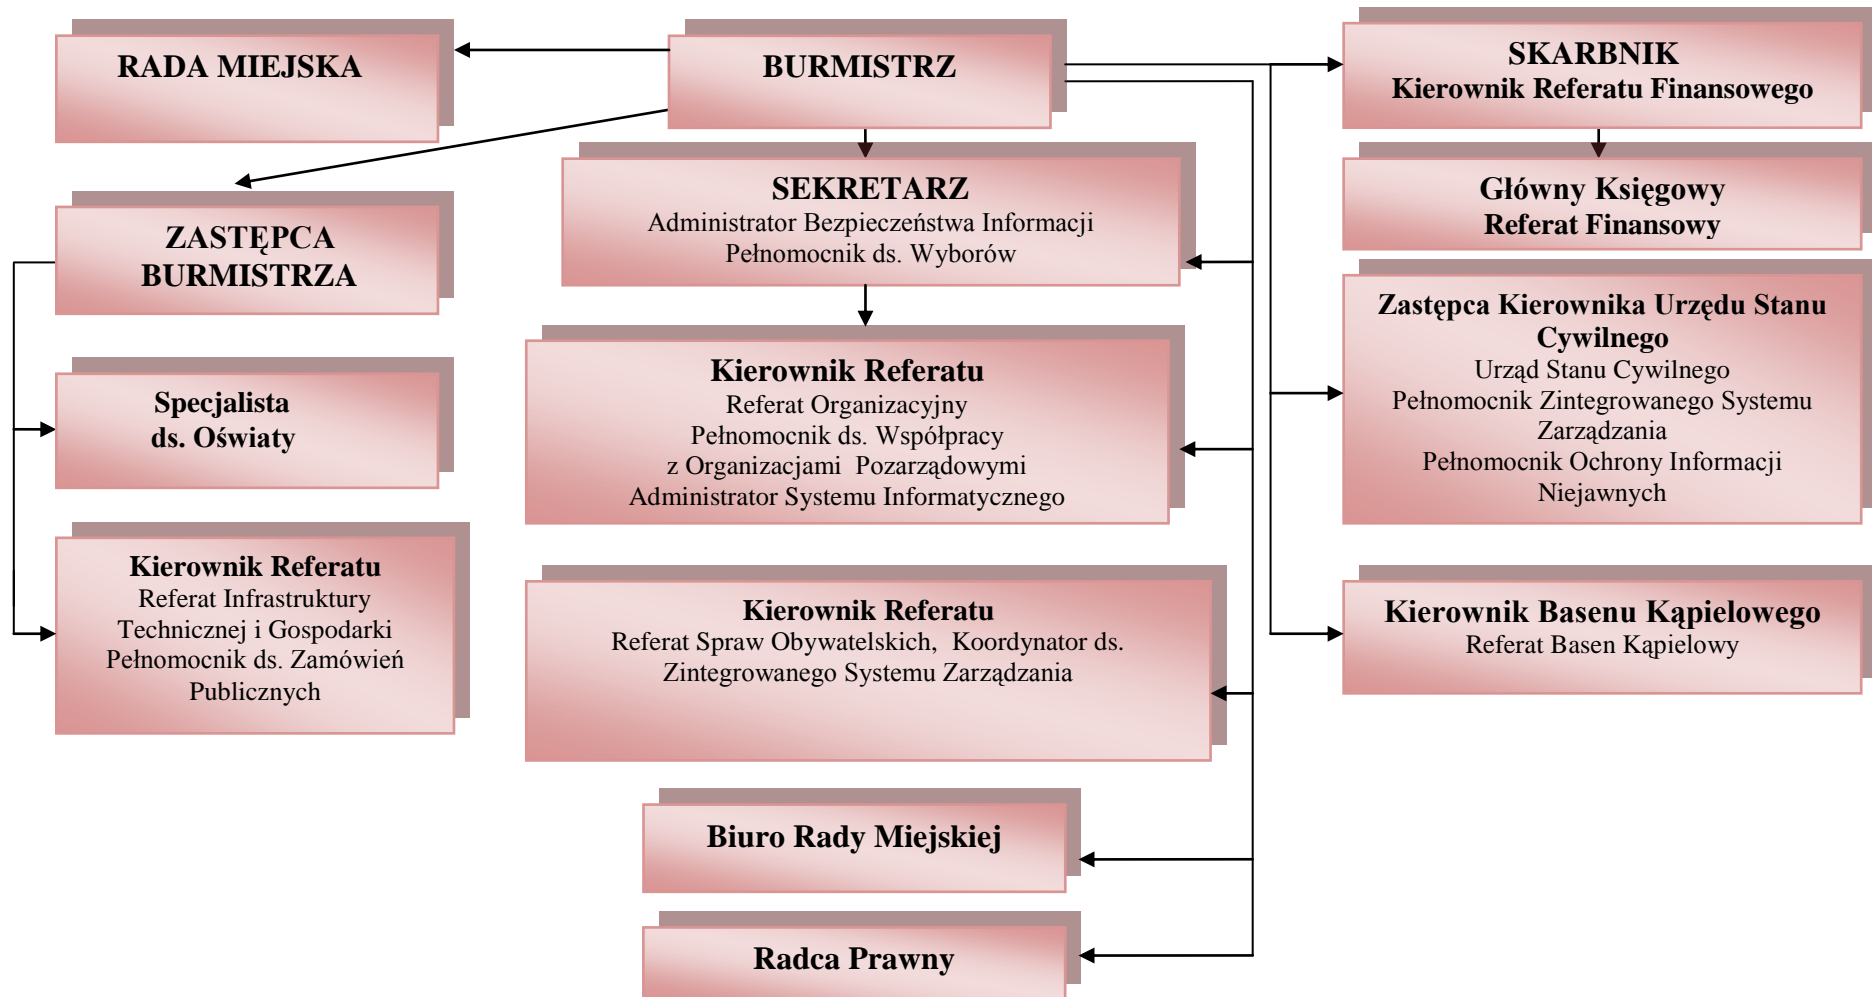 RADA MIEJSKA
BURMISTRZ
SKARBNIK
Kierownik Referatu Finansowego
SEKRETARZ
Administrator Bezpieczeństwa Informacji
Pełnomocnik ds. Wyborów
Główny Księgowy
Referat Finansowy
ZASTĘPCA
BURMISTRZA
Zastępca Kierownika Urzędu Stanu
Cywilnego
Urząd Stanu Cywilnego
Pełnomocnik Zintegrowanego Systemu
Zarządzania
Pełnomocnik Ochrony Informacji
Niejawnych
Kierownik Referatu
Referat Organizacyjny
Pełnomocnik ds. Współpracy
z Organizacjami  Pozarządowymi
Administrator Systemu Informatycznego
Specjalista
ds. Oświaty
Kierownik Referatu
Referat Infrastruktury
Technicznej i Gospodarki
Pełnomocnik ds. Zamówień
Publicznych
Kierownik Referatu
Referat Spraw Obywatelskich,  Koordynator ds.
Zintegrowanego Systemu Zarządzania
Kierownik Basenu Kąpielowego
Referat Basen Kąpielowy
Biuro Rady Miejskiej
Radca Prawny